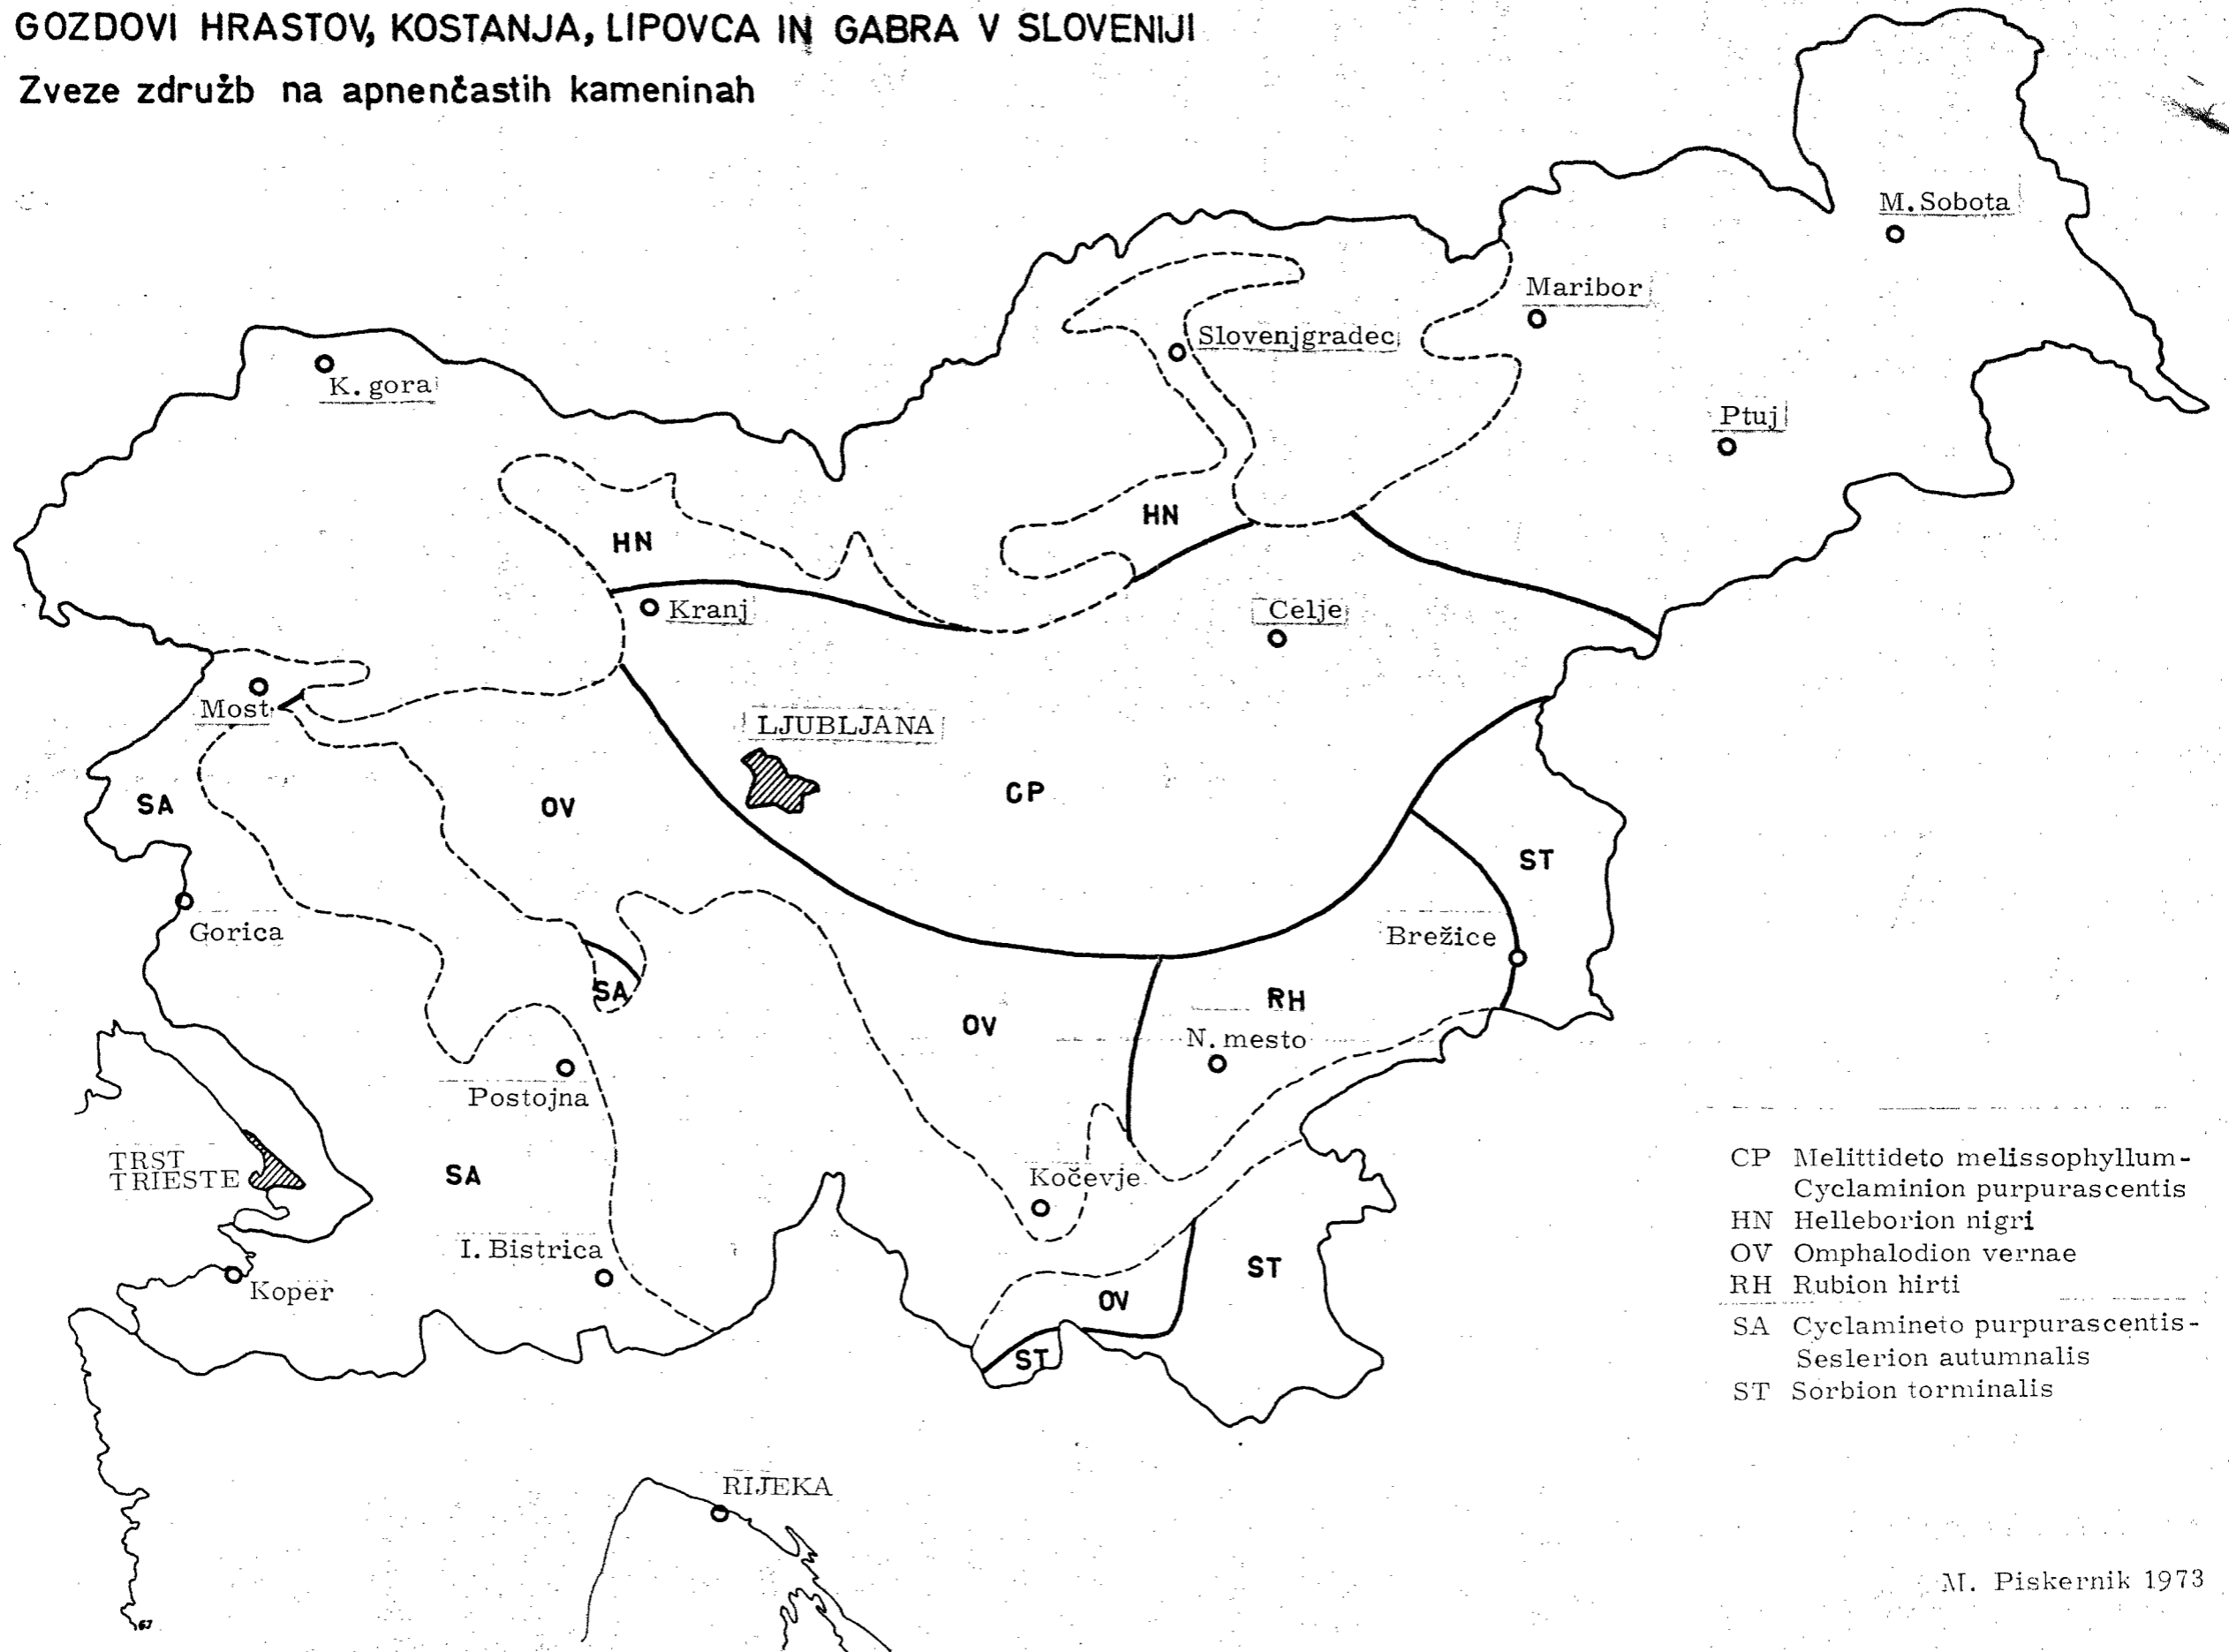 GOZDOVI HRASTOV, KOSTANJA, LIPOVCA IN GABRA V SLOVENIJI
Zveze združb na apnenčastih kameninah
M. Sobota
Maribor
Slovenjgradec
K. gora
Ptuj
HN
HN
Kranj
Celje
Most
LJUBLJANA
SA
OV
CP
ST
Gorica
Brežice
SA
RH
OV
N. mesto
Postojna
TRST
TRIESTE
SA
Kočevje
I. Bistrica
ST
Koper
OV
ST
CP Melittideto melissophyllum-
Cyclaminion purpurascentis
HN Helleborion nigri
OV Omphalodion vernae
RH Rubion hirti
SA Cyclamineto purpurascentis-
Seslerion autumnalis
ST Sorbion torminalis
RIJEKA
M. Piskernik 1973